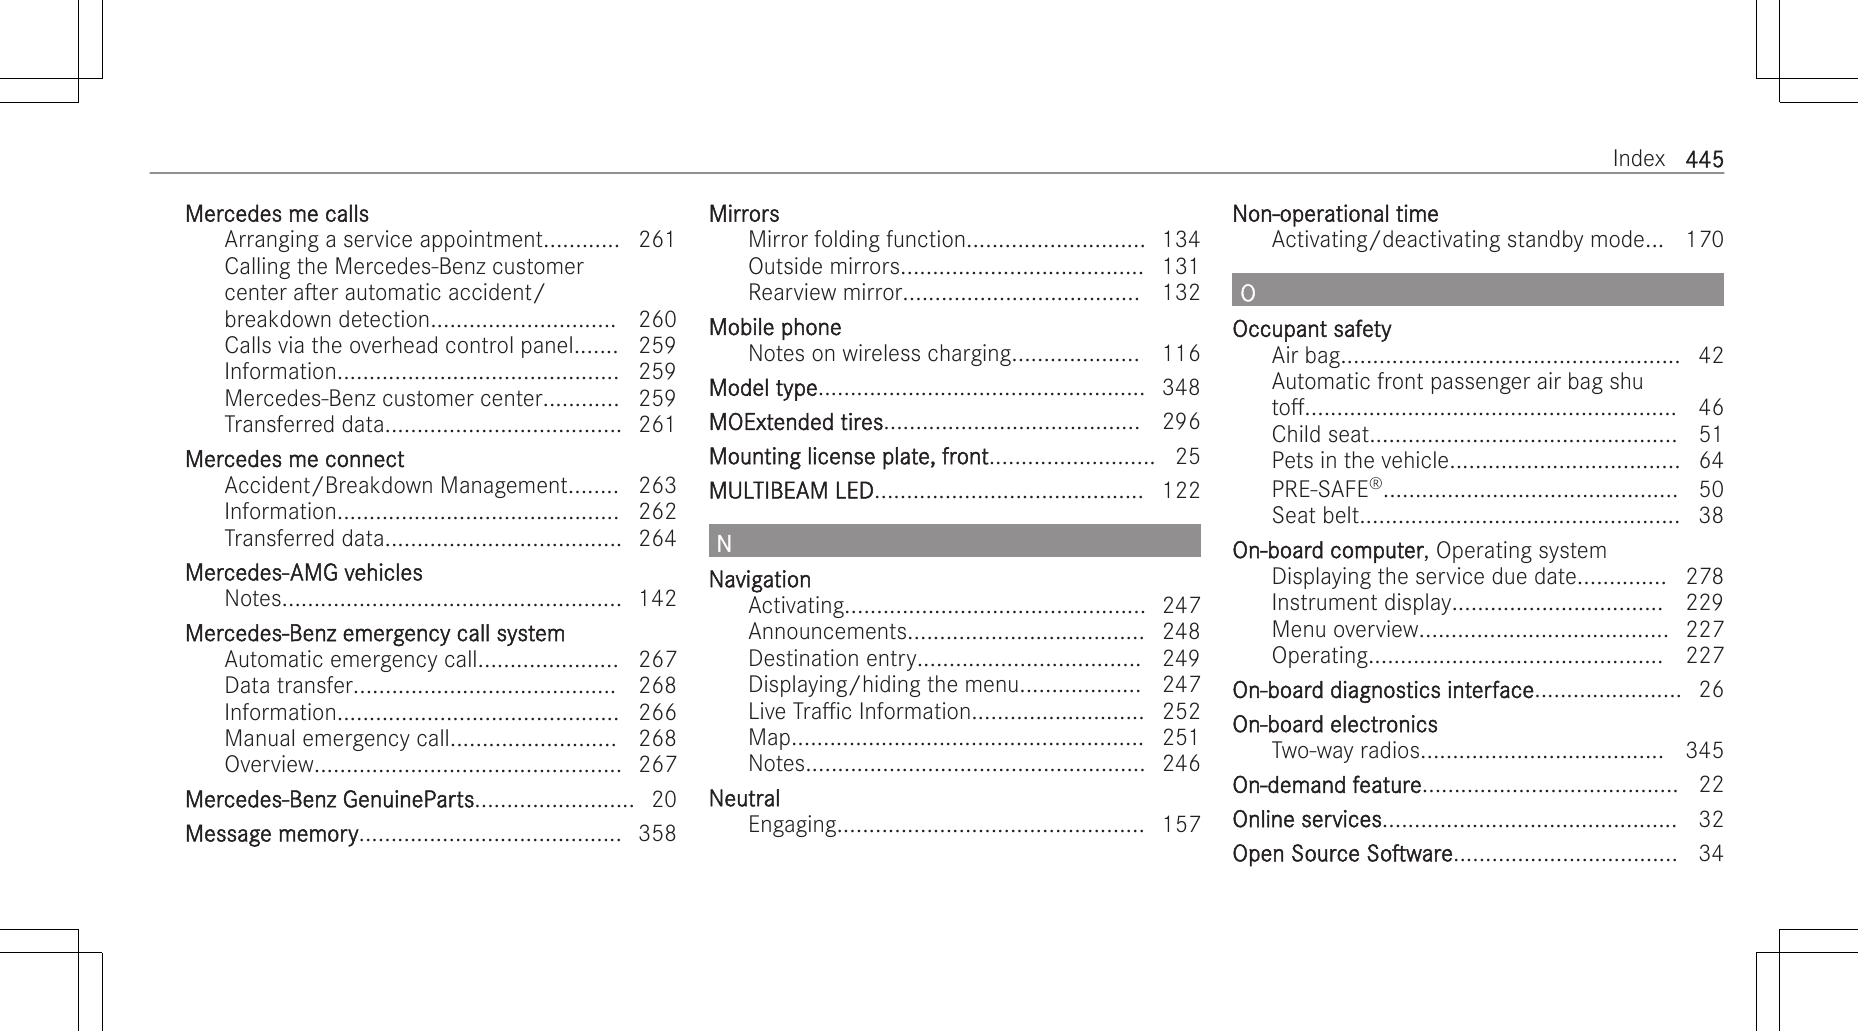 Index 445
Mercedes me calls
Arranging a service appointment............ 261
Calling the Mercedes-Benz customer
center after automatic accident/
breakdown detection............................. 260
Calls via the overhead control panel....... 259
Information............................................ 259
Mercedes-Benz customer center............ 259
Transferred data..................................... 261
Mercedes me connect
Accident/Breakdown Management........ 263
Information............................................ 262
Transferred data..................................... 264
Mercedes-AMG vehicles
Notes..................................................... 142
Mercedes-Benz emergency call system
Automatic emergency call...................... 267
Data transfer......................................... 268
Information............................................ 266
Manual emergency call.......................... 268
Overview................................................ 267
Mercedes-Benz GenuineParts......................... 20
Message memory......................................... 358
Mirrors
Mirror folding function............................ 134
Outside mirrors...................................... 131
Rearview mirror..................................... 132
Mobile phone
Notes on wireless charging.................... 116
Model type................................................... 348
MOExtended tires........................................ 296
Mounting license plate, front.......................... 25
MULTIBEAM LED.......................................... 122
N
Navigation
Activating............................................... 247
Announcements..................................... 248
Destination entry................................... 249
Displaying/hiding the menu................... 247
Live Traffic Information........................... 252
Map....................................................... 251
Notes..................................................... 246
Neutral
Engaging................................................ 157
Non-operational time
Activating/deactivating standby mode... 170
O
Occupant safety
Air bag..................................................... 42
Automatic front passenger air bag shu
toff.......................................................... 46
Child seat................................................ 51
Pets in the vehicle.................................... 64
PRE-SAFE®.............................................. 50
Seat belt.................................................. 38
On-board computer, Operating system
Displaying the service due date.............. 278
Instrument display................................. 229
Menu overview....................................... 227
Operating.............................................. 227
On-board diagnostics interface....................... 26
On-board electronics
Two-way radios...................................... 345
On-demand feature........................................ 22
Online services.............................................. 32
Open Source Software................................... 34